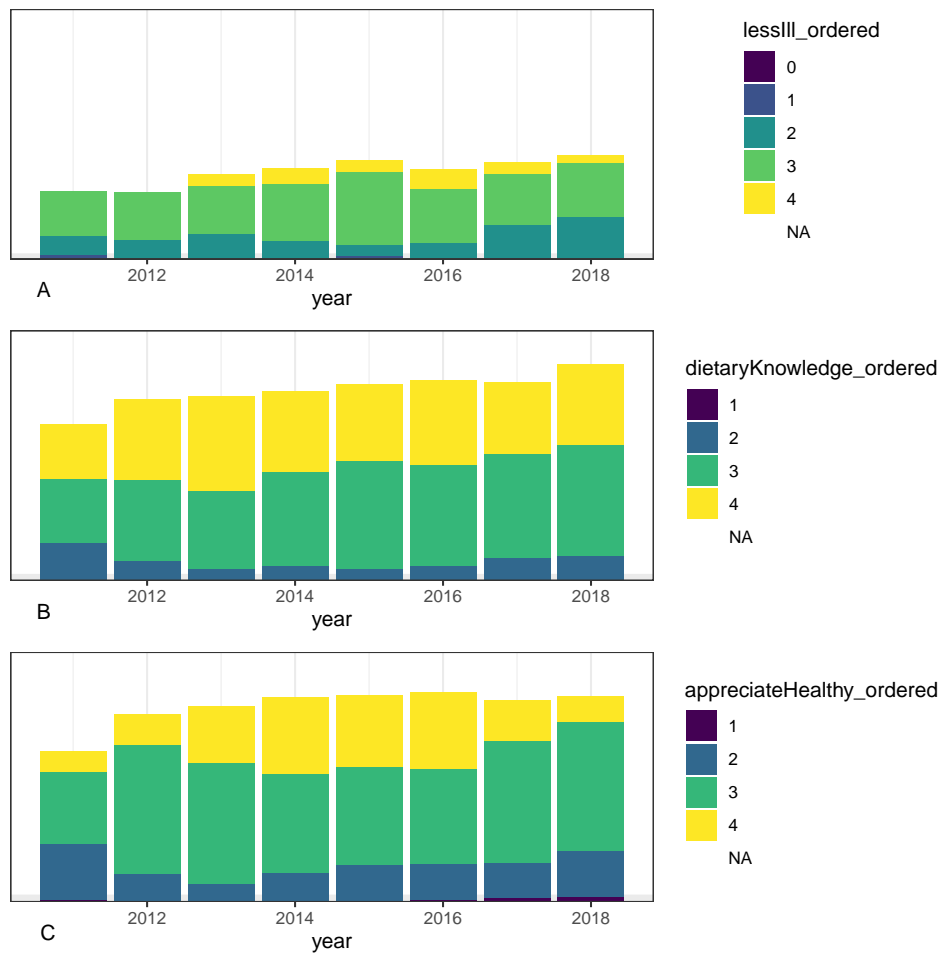 lessIll_ordered
0
1
2
3
4
NA
2012 2014 2016 2018
year
A
dietaryKnowledge_ordered
1
2
3
4
NA
2012 2014 2016 2018
year
B
appreciateHealthy_ordered
1
2
3
4
NA
2012 2014 2016 2018
year
C